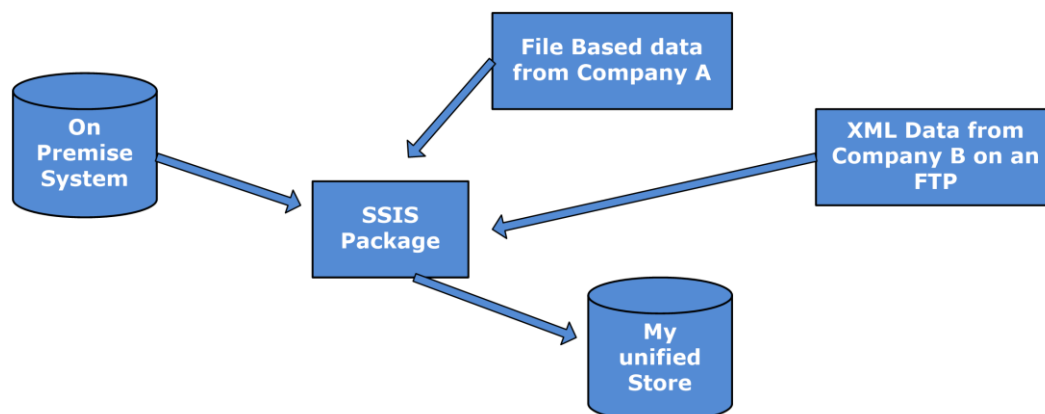 File Based data
from Company A
On
Premise
System
XML Data from
Company B on an
FTP
SSIS
Package
My
unified
Store